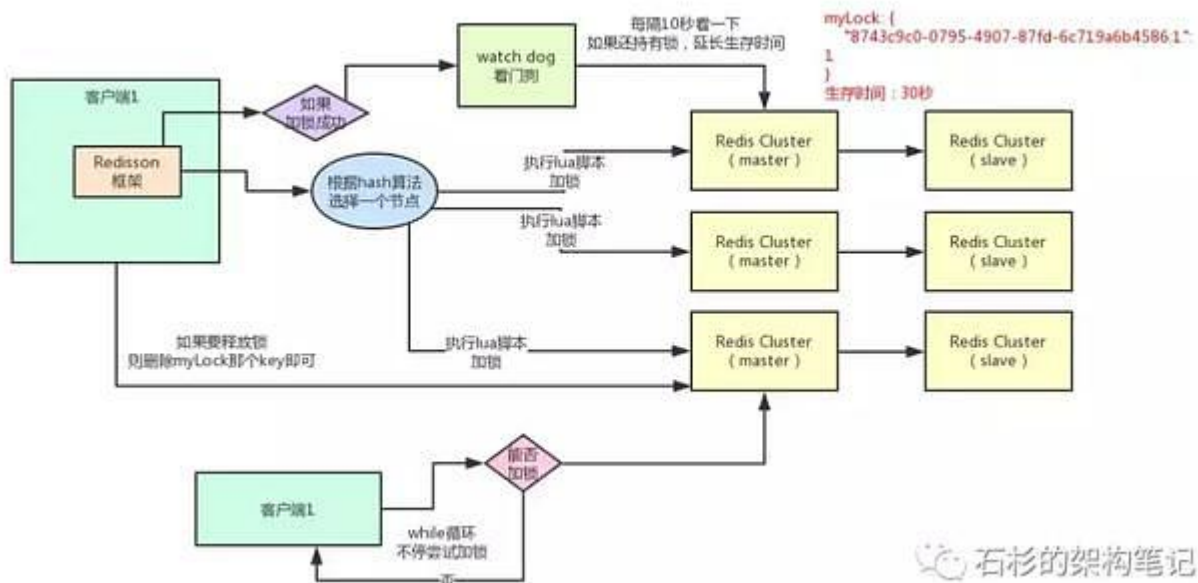 每隔10秒看一下
如果还持有锁，延长生存时间
myLock: {
"8743c9c0-0795-4907-87fd-6c719a6b4586:1":
1
}
生存时间：30秒
watch dog
看门狗
客户端1
如果
加锁成功
Redisson
框架
根据hash算法
选择一个节点
执行lua脚本
加锁
Redis Cluster
( master )
Redis Cluster
( slave )
执行lua脚本
加锁
Redis Cluster
( master )
Redis Cluster
( slave )
如果要释放锁
则删除myLock那个key即可
执行lua脚本
加锁
Redis Cluster
( master )
Redis Cluster
( slave )
能否
加锁
客户端1
while循环
不停尝试加锁
否
石杉的架构笔记